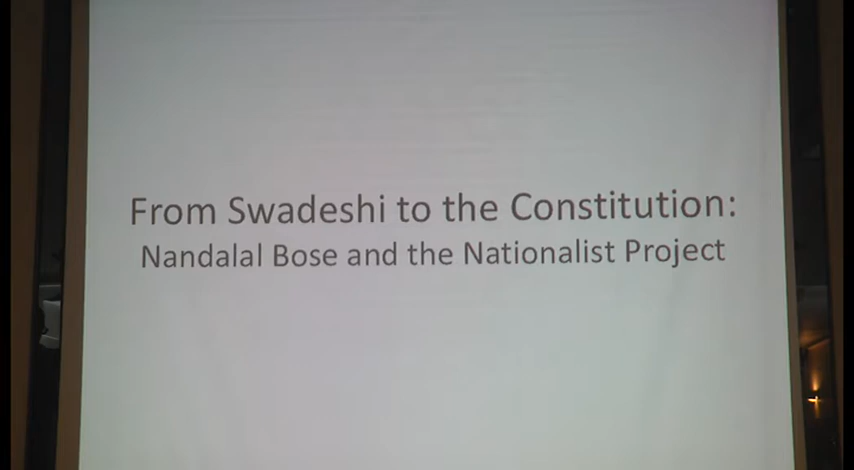 From Swadeshi to the Constitution:
Nandalal Bose and the Nationalist Project